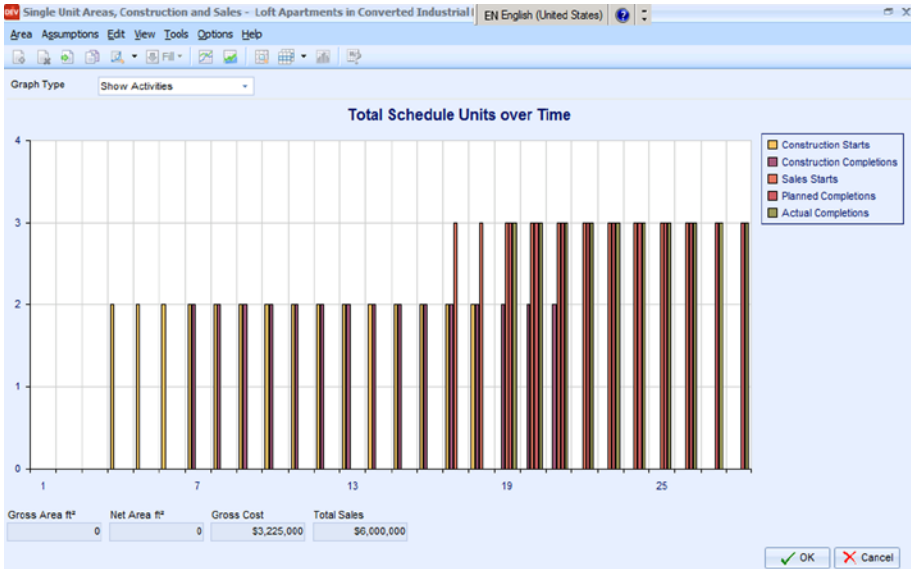 DEV Single Unit Areas, Construction and Sales - Loft Apartments in Converted Industrial
EN English (United States)
Area Assumptions Edit View Tools Options Help
Fill
Graph Type Show Activities
Total Schedule Units over Time
4
3
2
1
0
1 7 13 19 25
Construction Starts
Construction Completions
Sales Starts
Planned Completions
Actual Completions
Gross Area ft² Net Area ft² Gross Cost Total Sales
0 0 $3,225,000 $6,000,000
OK Cancel